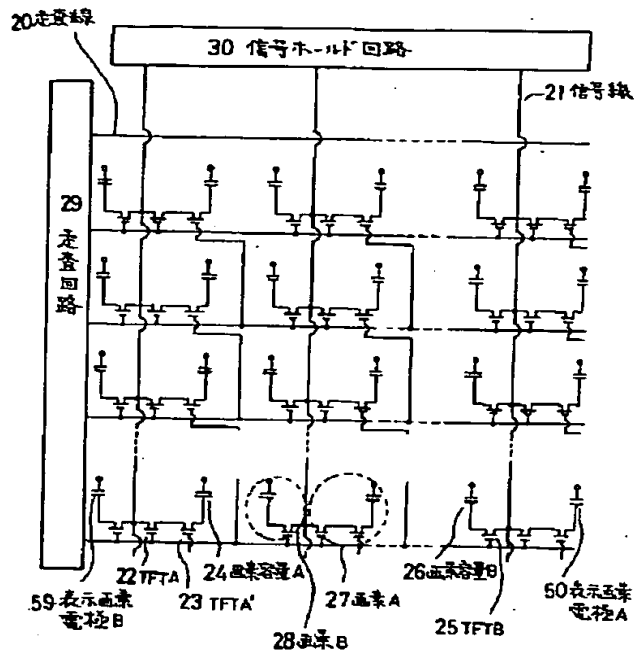 20走査線
30 信号ホールド回路
21信号線
29
走査回路
22TFTA
23 TFTA'
24画素容量A
27画素A
28画素B
26画素容量B
25TFTB
59表示画素
電極B
50表示画素
電極A